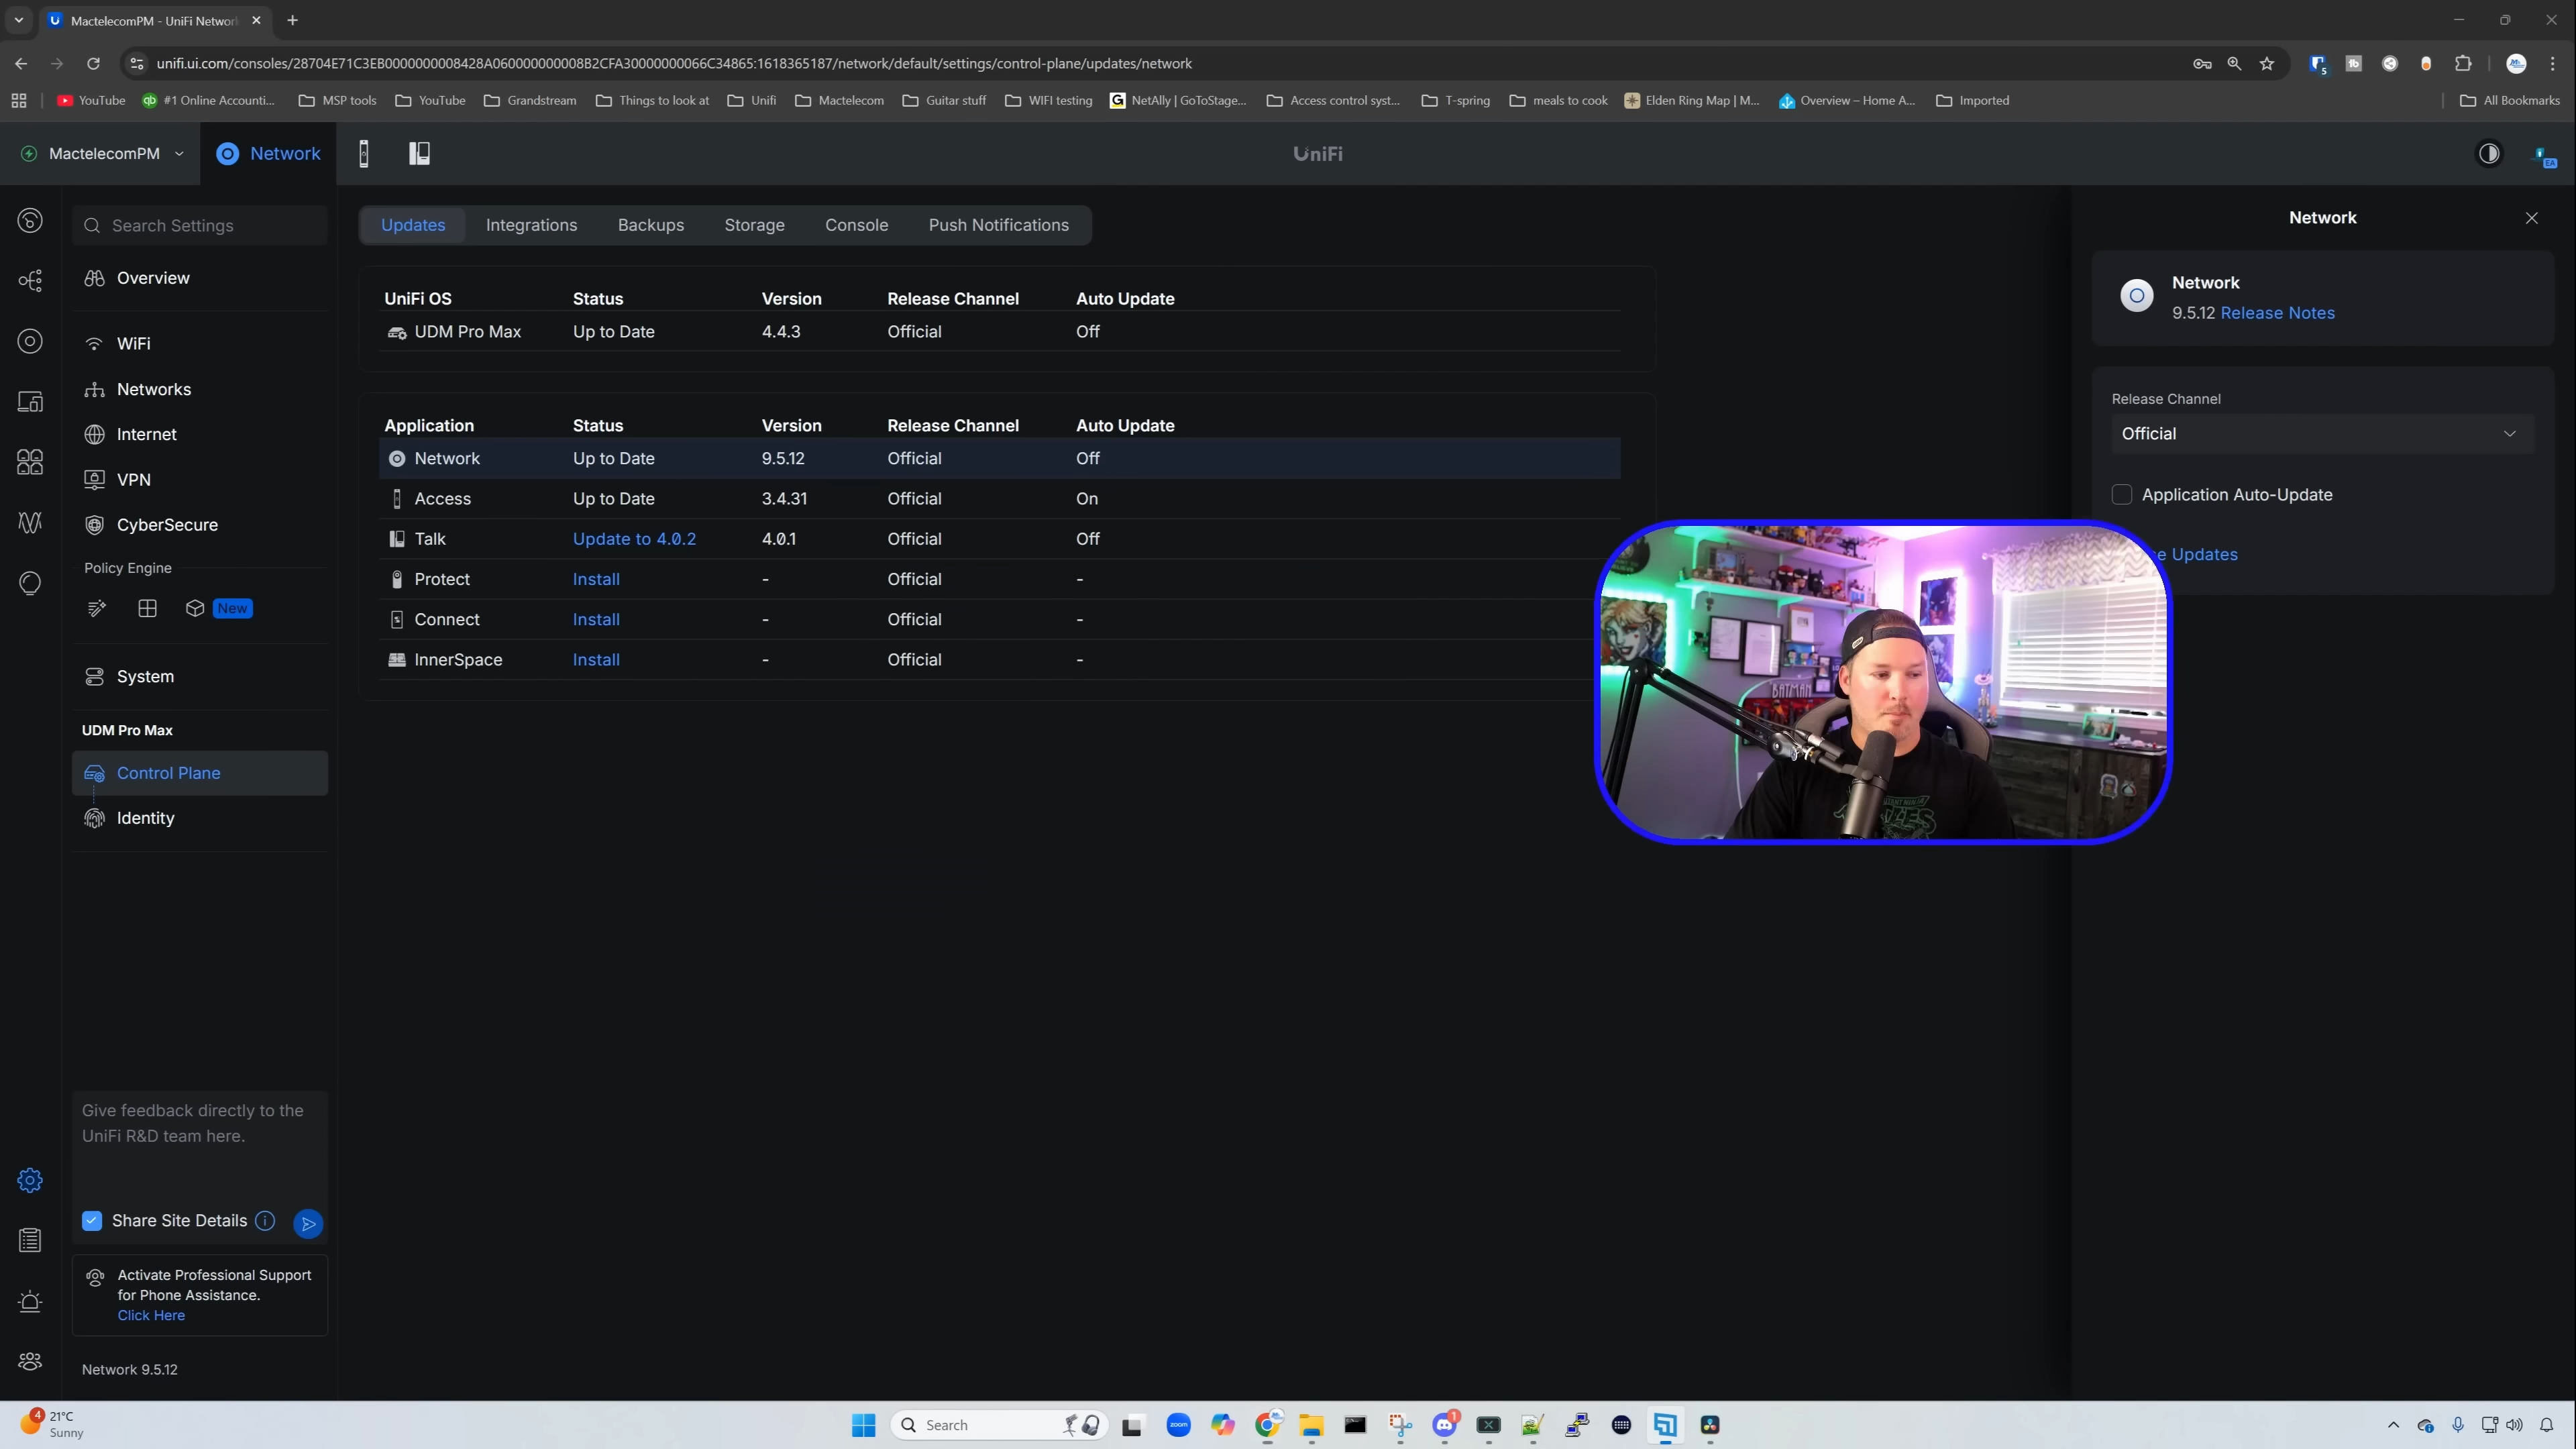 MactelecomPM - UniFi Network
unifi.ui.com/consoles/28704E71C3EB0000000008428A060000000008B2CFA30000000066C34865:1618365187/network/default/settings/control-plane/updates/network
5
YouTube
#1 Online Accounti...
MSP tools
YouTube
Grandstream
Things to look at
Unifi
Mactelecom
Guitar stuff
WIFI testing
NetAlly | GoToStage...
Access control syst...
T-spring
meals to cook
Elden Ring Map | M...
Overview – Home A...
Imported
All Bookmarks
MactelecomPM
Network
UniFi
EA
Search Settings
Overview
WiFi
Networks
Internet
VPN
CyberSecure
Policy Engine
New
System
UDM Pro Max
Control Plane
Identity
Give feedback directly to the
UniFi R&D team here.
Share Site Details
Activate Professional Support
for Phone Assistance.
Click Here
Network 9.5.12
Updates Integrations Backups Storage Console Push Notifications
UniFi OS Status Version Release Channel Auto Update
UDM Pro Max Up to Date 4.4.3 Official Off
Application Status Version Release Channel Auto Update
Network Up to Date 9.5.12 Official Off
Access Up to Date 3.4.31 Official On
Talk Update to 4.0.2 4.0.1 Official Off
Protect Install - Official -
Connect Install - Official -
InnerSpace Install - Official -
Network
Network
9.5.12 Release Notes
Release Channel
Official
Application Auto-Update
Updates
BATMAN
4
21°C
Sunny
Search
zoom
1